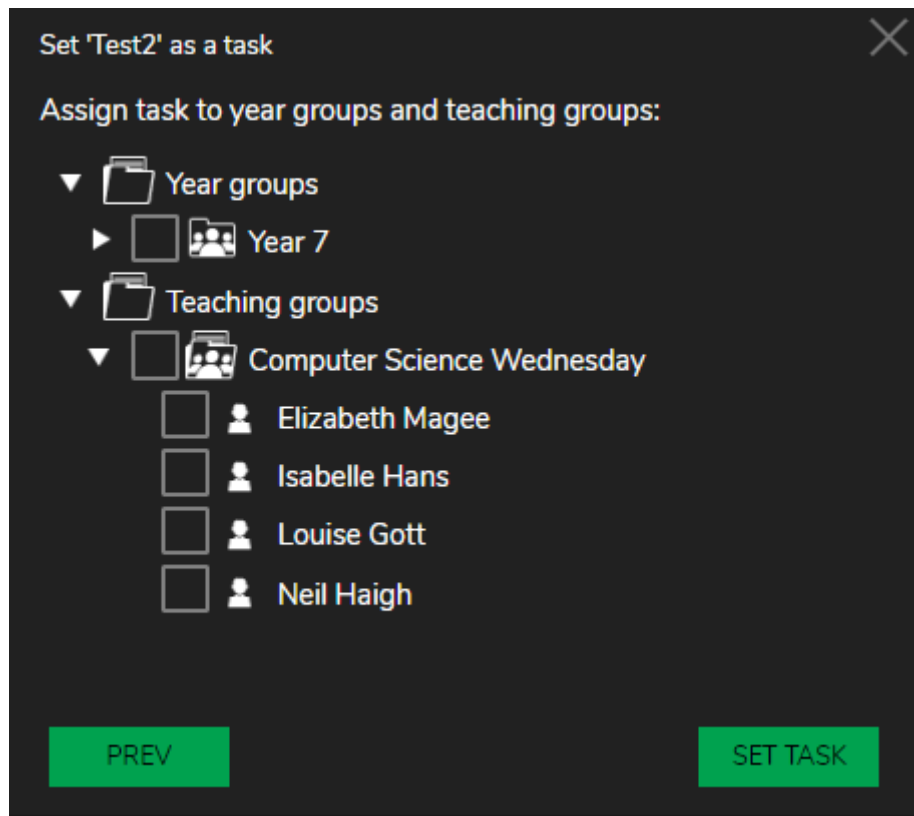 Set 'Test2' as a task
Assign task to year groups and teaching groups:
Year groups
Year 7
Teaching groups
Computer Science Wednesday
Elizabeth Magee
Isabelle Hans
Louise Gott
Neil Haigh
PREV
SET TASK